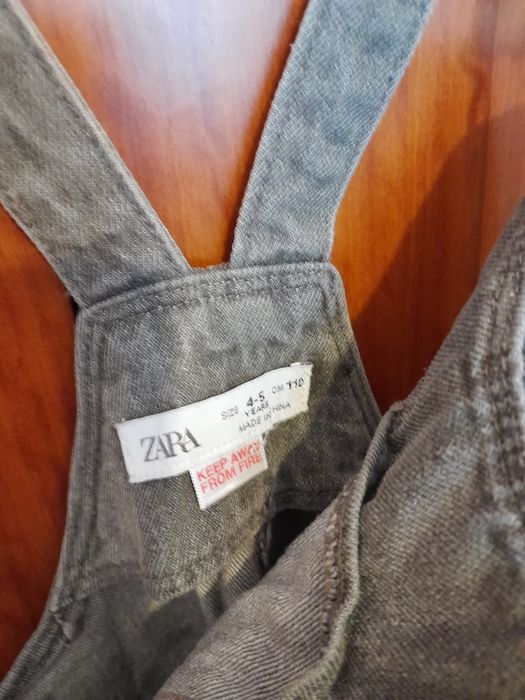 ZARA
SIZE 4-5 CM 110
YEARS
MADE IN CHINA
KEEP AWAY
FROM FIRE